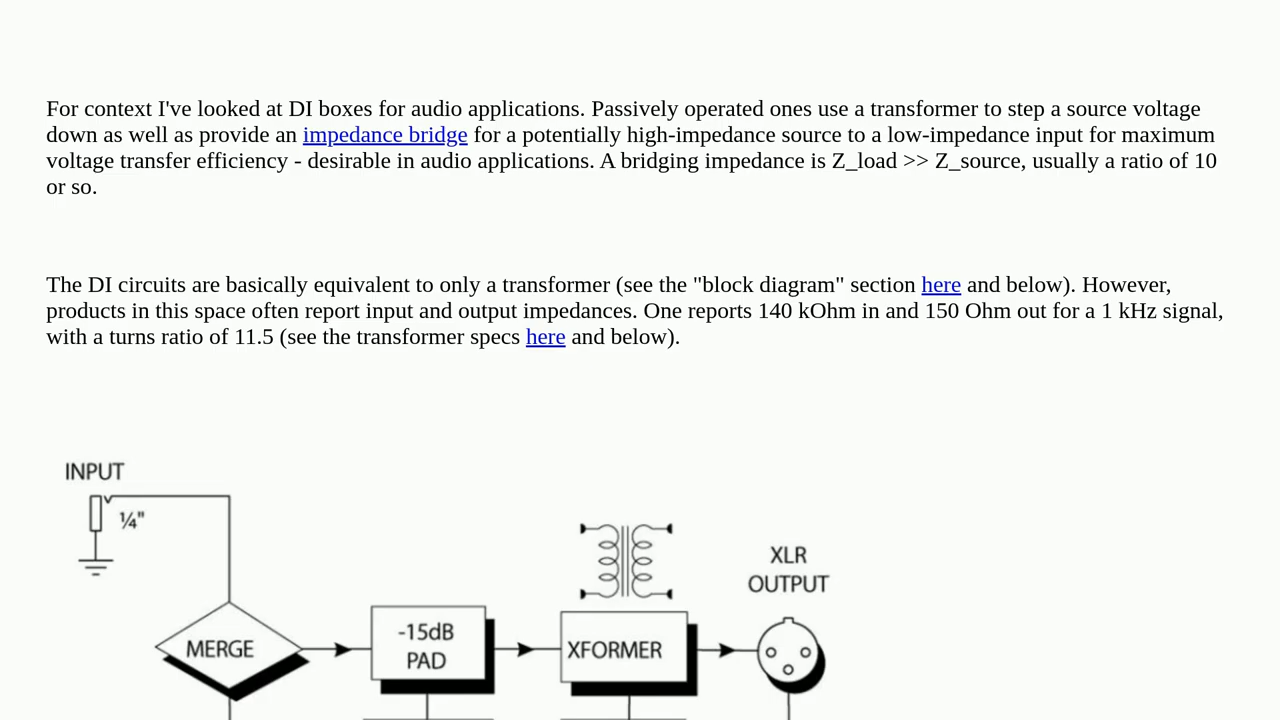 For context I've looked at DI boxes for audio applications. Passively operated ones use a transformer to step a source voltage
down as well as provide an impedance bridge for a potentially high-impedance source to a low-impedance input for maximum
voltage transfer efficiency - desirable in audio applications. A bridging impedance is Z_load >> Z_source, usually a ratio of 10
or so.
The DI circuits are basically equivalent to only a transformer (see the "block diagram" section here and below). However,
products in this space often report input and output impedances. One reports 140 kOhm in and 150 Ohm out for a 1 kHz signal,
with a turns ratio of 11.5 (see the transformer specs here and below).
INPUT
¼"
XLR
OUTPUT
MERGE
-15dB
PAD
XFORMER